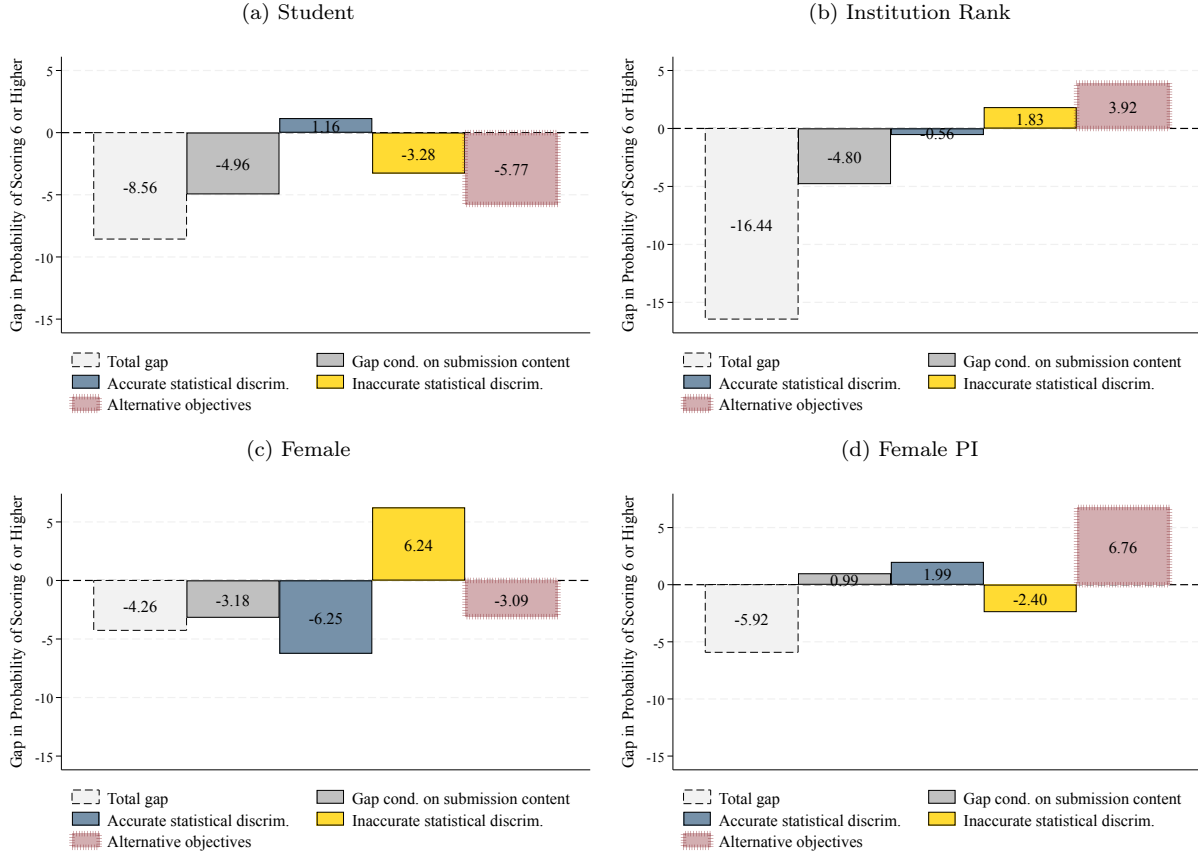 (a) Student
Gap in Probability of Scoring 6 or Higher
5
0
-5
-10
-15
-8.56
-4.96
1.16
-3.28
-5.77
Total gap
Gap cond. on submission content
Accurate statistical discrim.
Inaccurate statistical discrim.
Alternative objectives
(b) Institution Rank
Gap in Probability of Scoring 6 or Higher
5
0
-5
-10
-15
-16.44
-4.80
-0.56
1.83
3.92
Total gap
Gap cond. on submission content
Accurate statistical discrim.
Inaccurate statistical discrim.
Alternative objectives
(c) Female
Gap in Probability of Scoring 6 or Higher
5
0
-5
-10
-15
-4.26
-3.18
-6.25
6.24
-3.09
Total gap
Gap cond. on submission content
Accurate statistical discrim.
Inaccurate statistical discrim.
Alternative objectives
(d) Female PI
Gap in Probability of Scoring 6 or Higher
5
0
-5
-10
-15
-5.92
0.99
1.99
-2.40
6.76
Total gap
Gap cond. on submission content
Accurate statistical discrim.
Inaccurate statistical discrim.
Alternative objectives